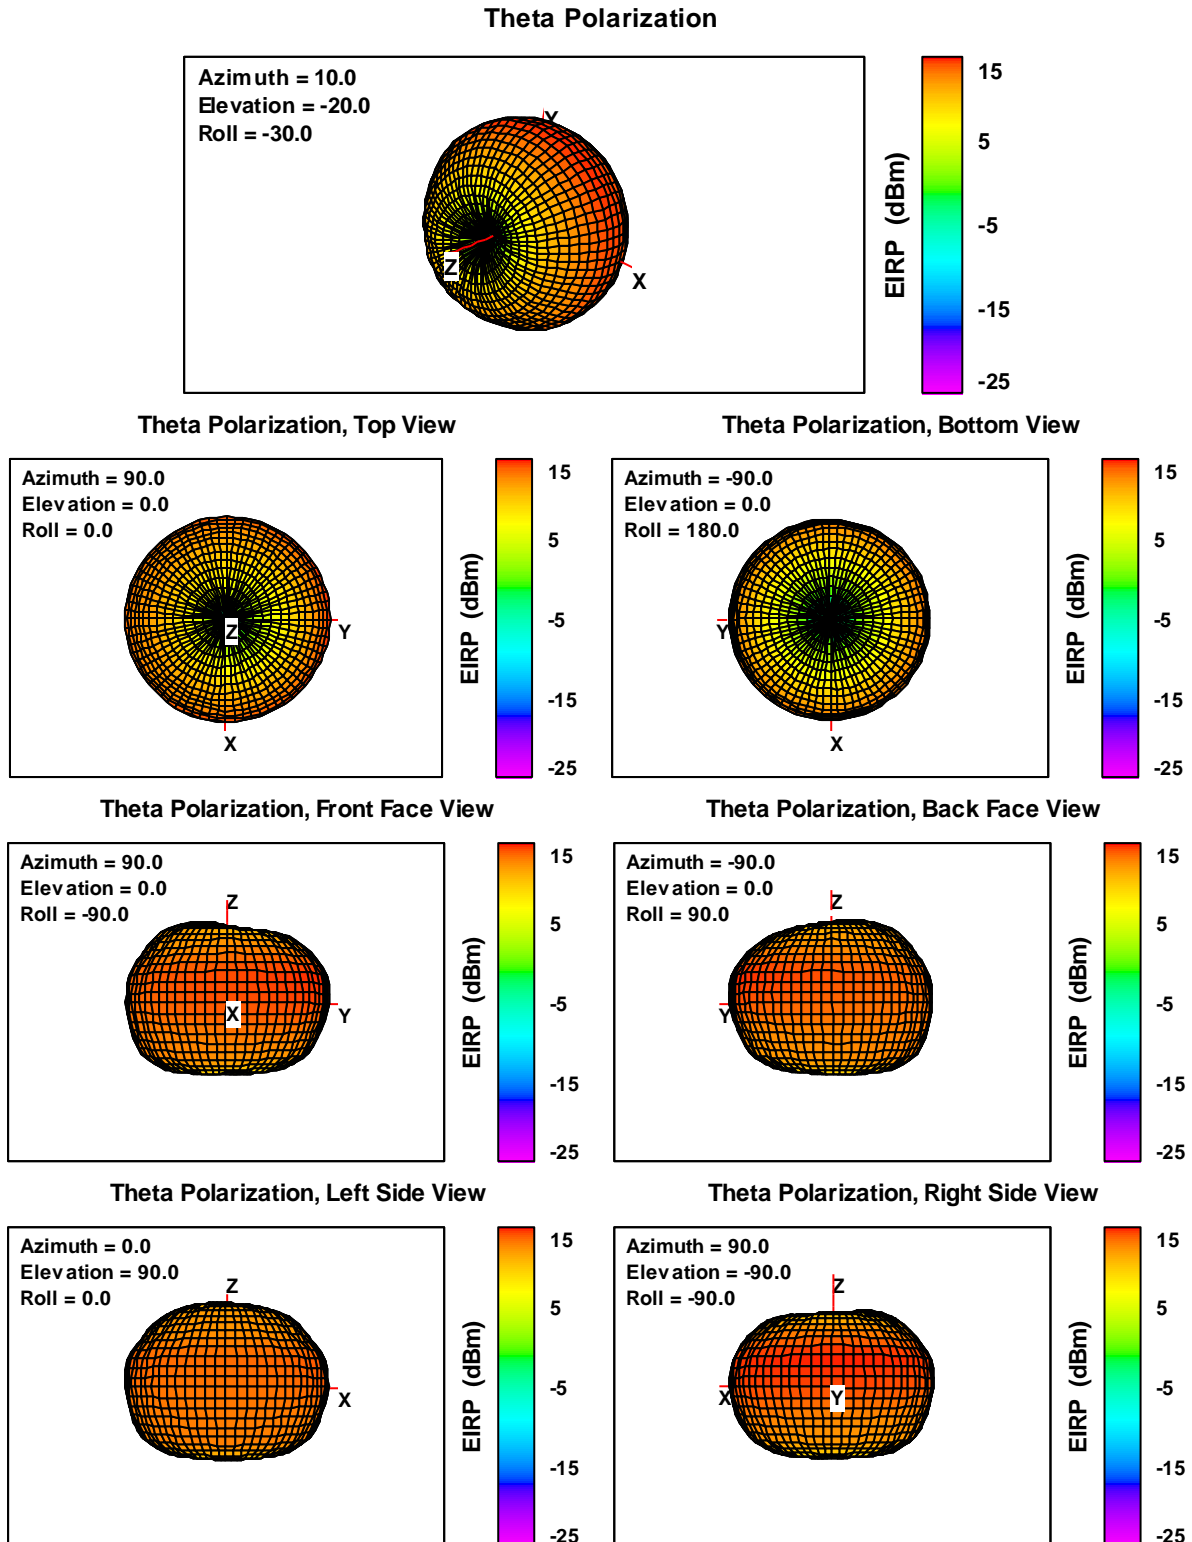 Theta Polarization
Azimuth = 10.0
Elevation = -20.0
Roll = -30.0
Y
Z
X
EIRP (dBm)
15
5
-5
-15
-25
Theta Polarization, Top View
Azimuth = 90.0
Elevation = 0.0
Roll = 0.0
Z
Y
X
EIRP (dBm)
15
5
-5
-15
-25
Theta Polarization, Bottom View
Azimuth = -90.0
Elevation = 0.0
Roll = 180.0
Y
X
EIRP (dBm)
15
5
-5
-15
-25
Theta Polarization, Front Face View
Azimuth = 90.0
Elevation = 0.0
Roll = -90.0
Z
X
Y
EIRP (dBm)
15
5
-5
-15
-25
Theta Polarization, Back Face View
Azimuth = -90.0
Elevation = 0.0
Roll = 90.0
Z
Y
EIRP (dBm)
15
5
-5
-15
-25
Theta Polarization, Left Side View
Azimuth = 0.0
Elevation = 90.0
Roll = 0.0
Z
X
EIRP (dBm)
15
5
-5
-15
-25
Theta Polarization, Right Side View
Azimuth = 90.0
Elevation = -90.0
Roll = -90.0
Z
X
Y
EIRP (dBm)
15
5
-5
-15
-25